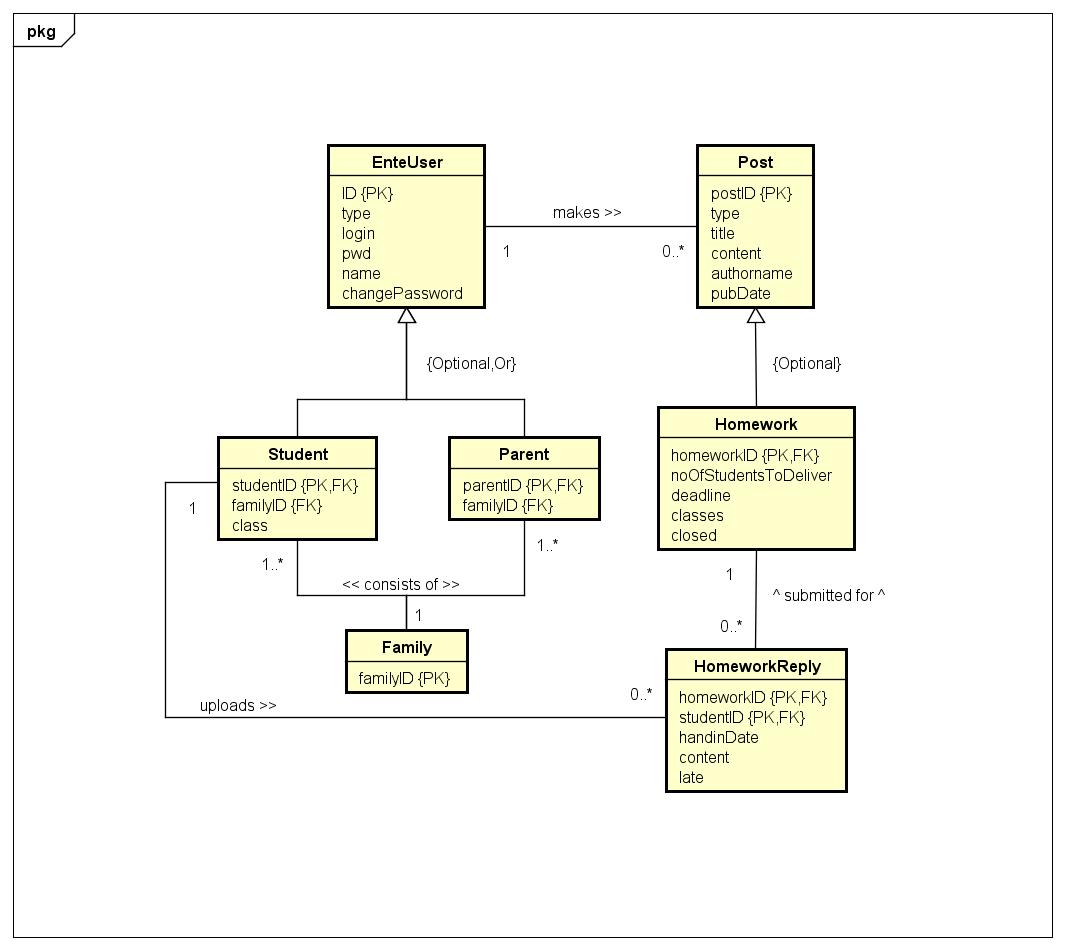 pkg
EnteUser
ID {PK}
type
login
pwd
name
changePassword
makes >>
1
0..*
Post
postID {PK}
type
title
content
authorname
pubDate
{Optional,Or}
{Optional}
Student
studentID {PK,FK}
familyID {FK}
class
Parent
parentID {PK,FK}
familyID {FK}
Homework
homeworkID {PK,FK}
noOfStudentsToDeliver
deadline
classes
closed
1
1..*
1..*
<< consists of >>
1
Family
familyID {PK}
1
^ submitted for ^
0..*
uploads >>
0..*
HomeworkReply
homeworkID {PK,FK}
studentID {PK,FK}
handinDate
content
late